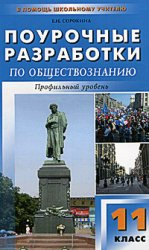 В ПОМОЩЬ ШКОЛЬНОМУ УЧИТЕЛЮ
Е.Н. СОРОКИНА
ПОУРОЧНЫЕ
РАЗРАБОТКИ
ПО ОБЩЕСТВОЗНАНИЮ
Профильный уровень
11
КЛАСС